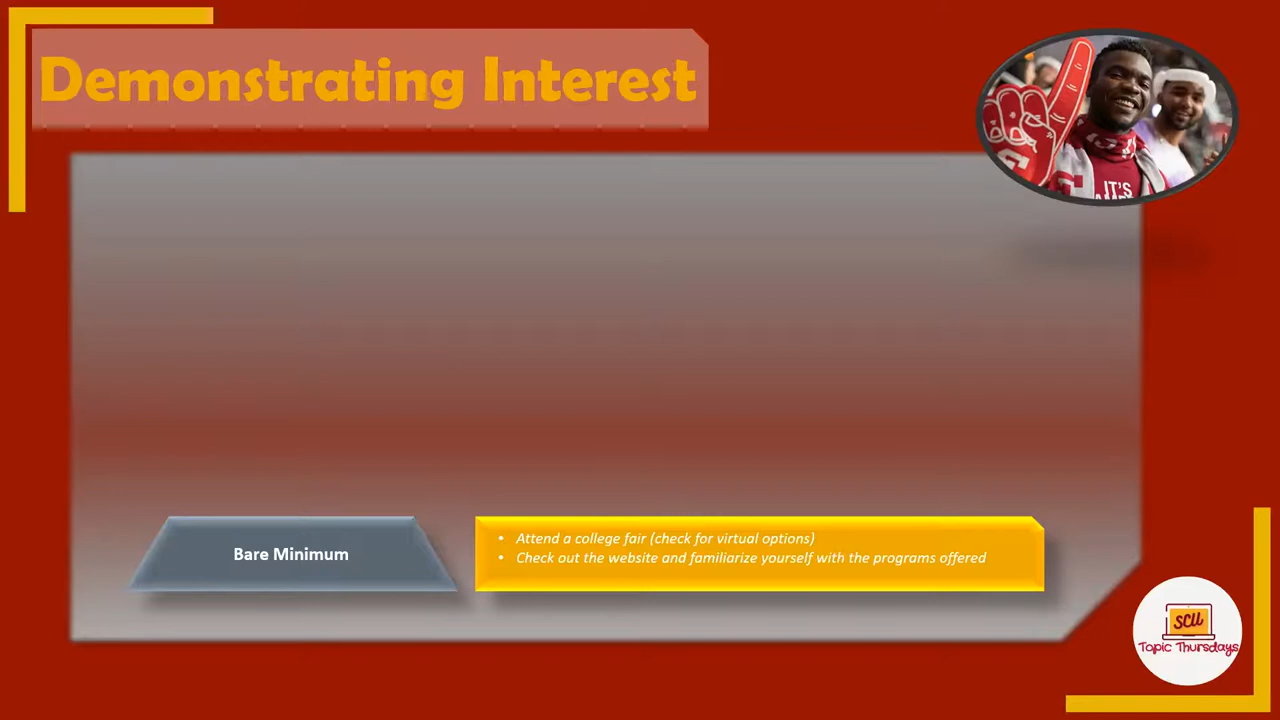 Demonstrating Interest
IT'S
Bare Minimum
• Attend a college fair (check for virtual options)
• Check out the website and familiarize yourself with the programs offered
SCU
Topic Thursdays